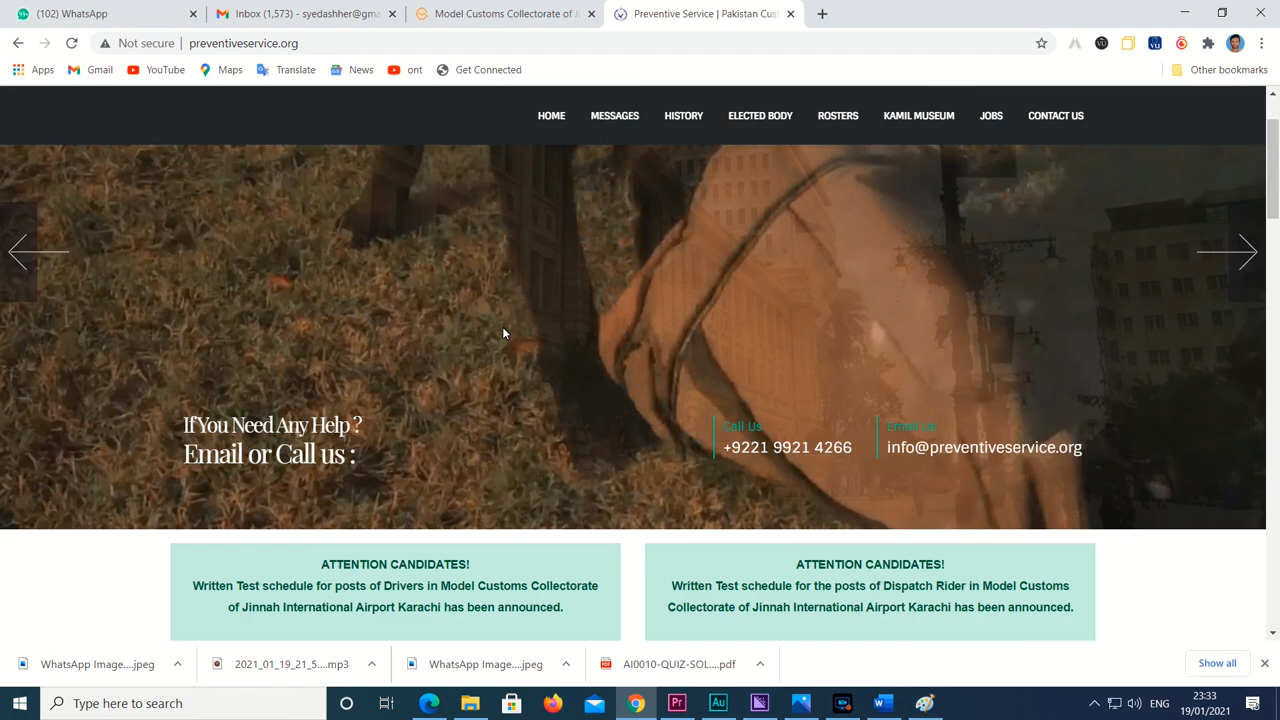 (102) WhatsApp
Inbox (1,573) - syedashher@gma
Model Customs Collectorate of J
Preventive Service | Pakistan Cust
Not secure
preventiveservice.org
Apps
Gmail
YouTube
Maps
Translate
News
ont
Get Connected
Other bookmarks
HOME
MESSAGES
HISTORY
ELECTED BODY
ROSTERS
KAMIL MUSEUM
JOBS
CONTACT US
If You Need Any Help ?
Email or Call us :
Call Us
+9221 9921 4266
Email Us
info@preventiveservice.org
ATTENTION CANDIDATES!
Written Test schedule for posts of Drivers in Model Customs Collectorate
of Jinnah International Airport Karachi has been announced.
ATTENTION CANDIDATES!
Written Test schedule for the posts of Dispatch Rider in Model Customs
Collectorate of Jinnah International Airport Karachi has been announced.
WhatsApp Image....jpeg
2021_01_19_21_5....mp3
WhatsApp Image....jpeg
AI0010-QUIZ-SOL....pdf
Show all
Type here to search
ENG
23:33
19/01/2021